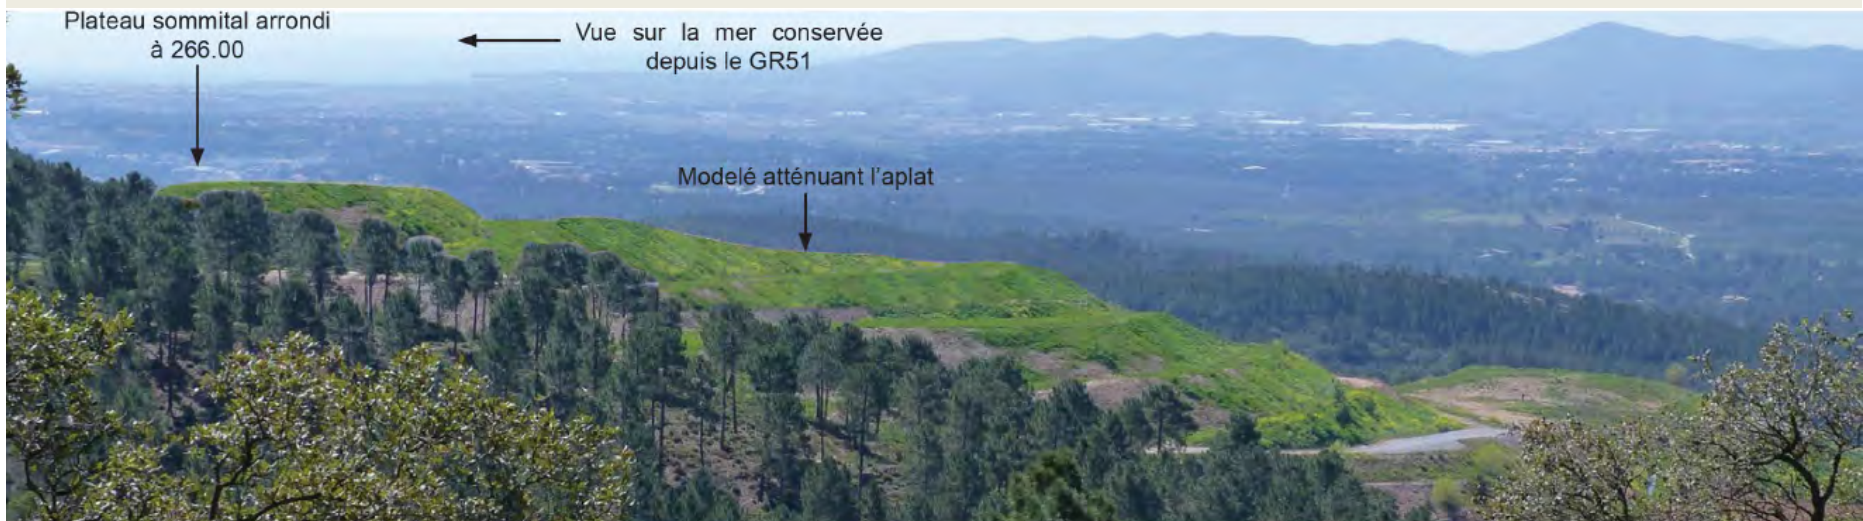 Plateau sommital arrondi
à 266.00
Vue sur la mer conservée
depuis le GR51
Modelé atténuant l'aplat